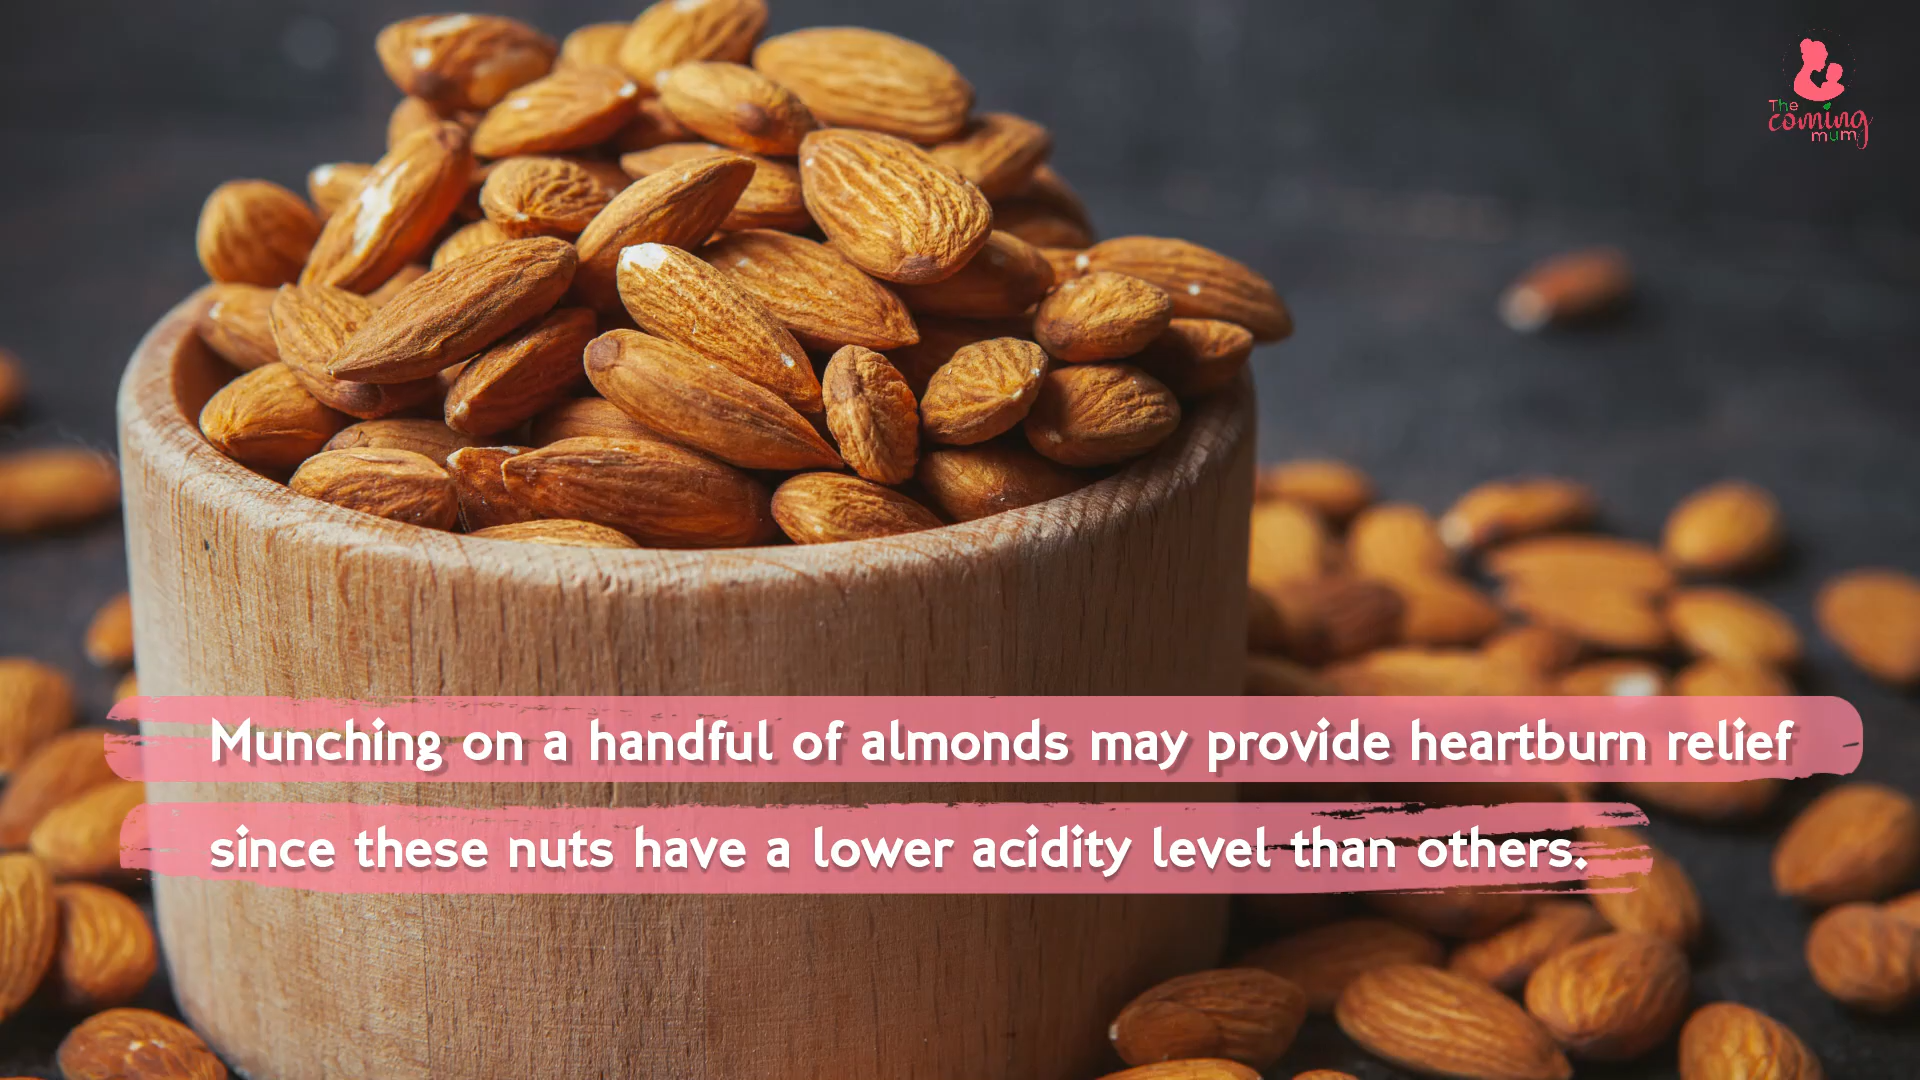 The
coming
mum
Munching on a handful of almonds may provide heartburn relief
since these nuts have a lower acidity level than others.